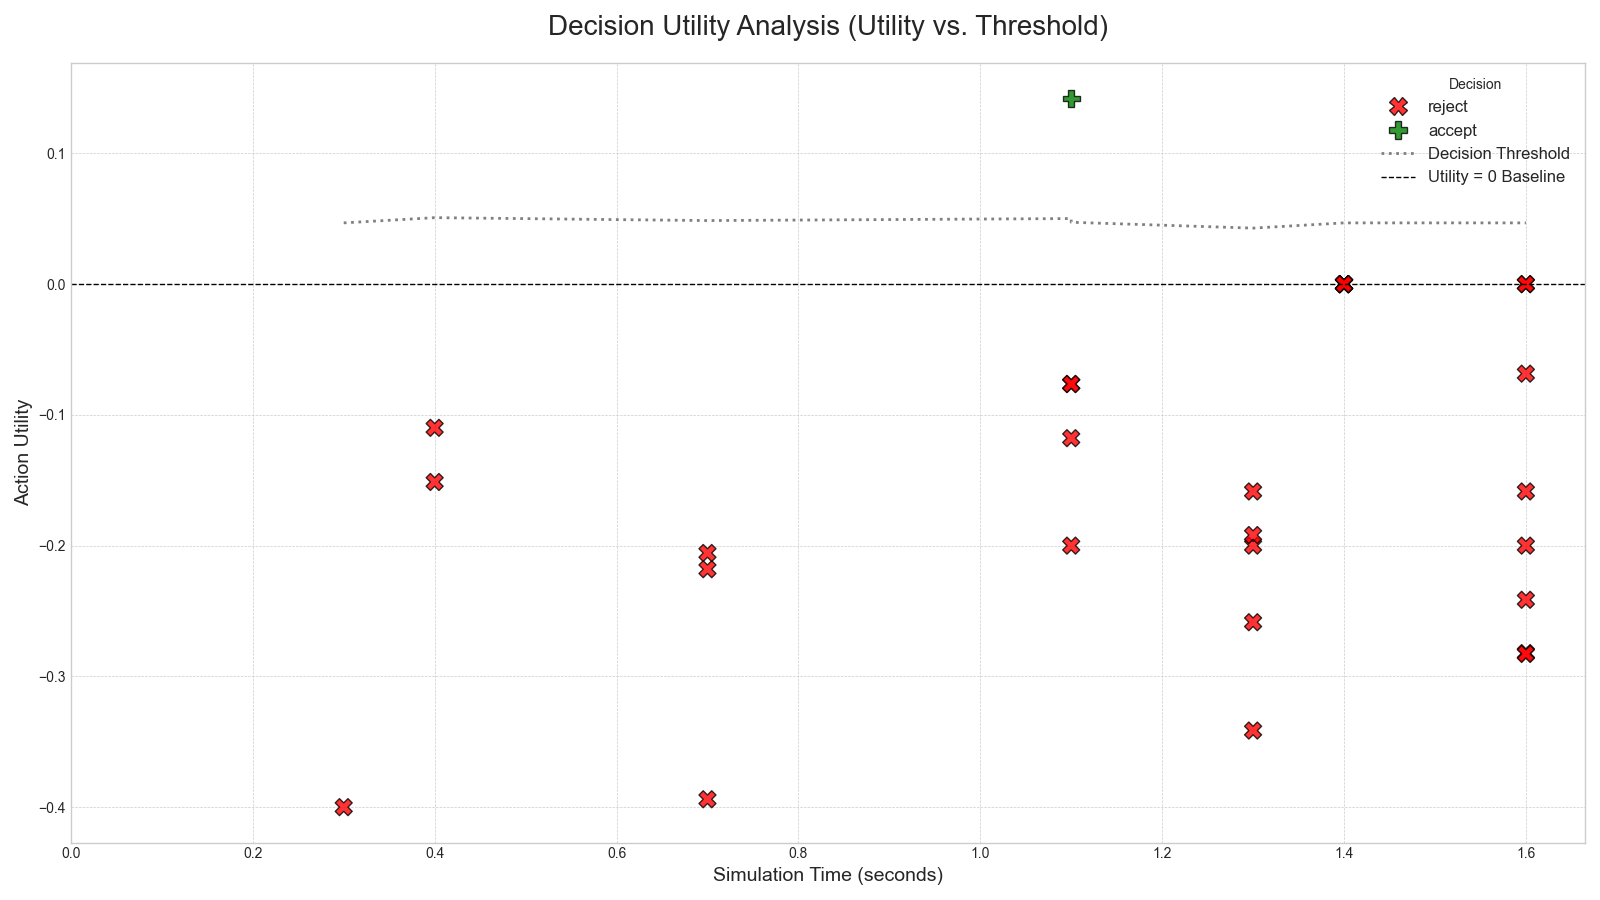 Decision Utility Analysis (Utility vs. Threshold)
Decision
reject
accept
Decision Threshold
Utility = 0 Baseline
Action Utility
0.1
0.0
−0.1
−0.2
−0.3
−0.4
0.0 0.2 0.4 0.6 0.8 1.0 1.2 1.4 1.6
Simulation Time (seconds)